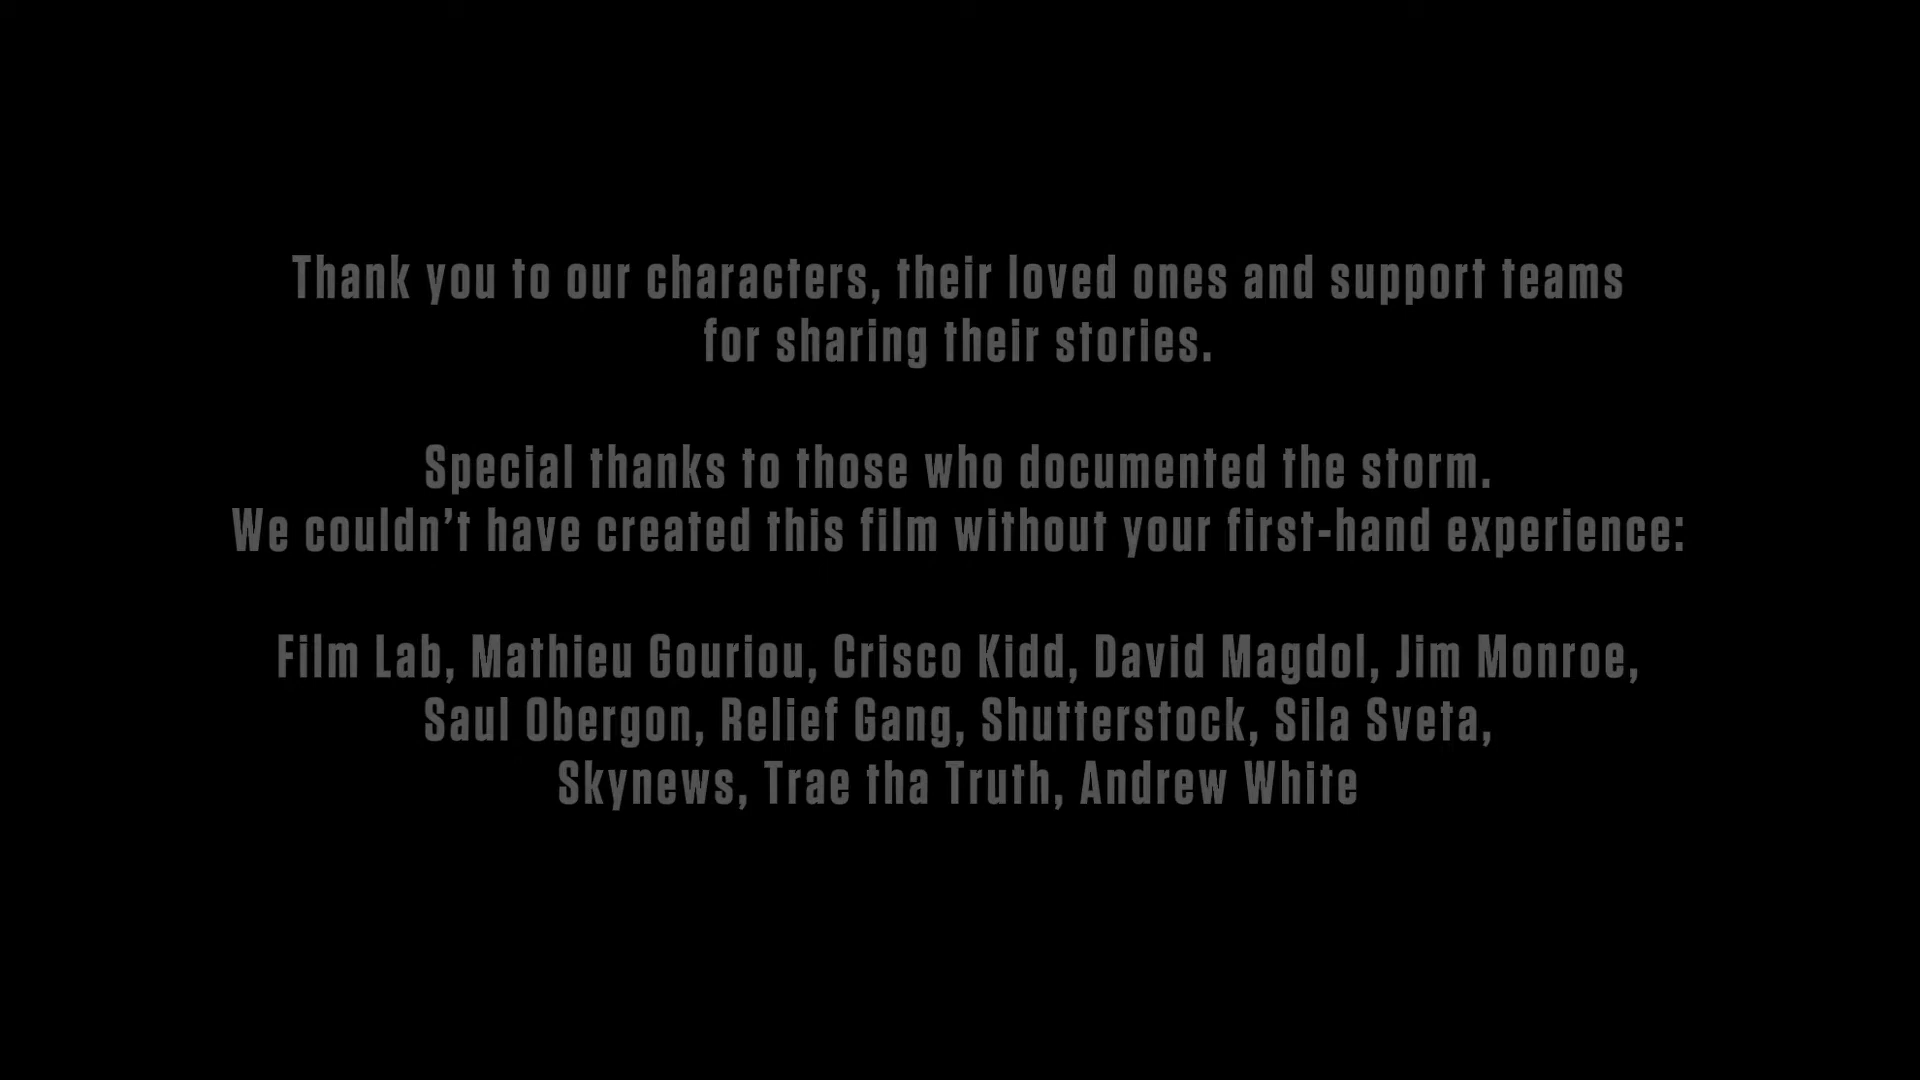 Thank you to our characters, their loved ones and support teams
for sharing their stories.
Special thanks to those who documented the storm.
We couldn’t have created this film without your first-hand experience:
Film Lab, Mathieu Gouriou, Crisco Kidd, David Magdol, Jim Monroe,
Saul Obergon, Relief Gang, Shutterstock, Sila Sveta,
Skynews, Trae tha Truth, Andrew White